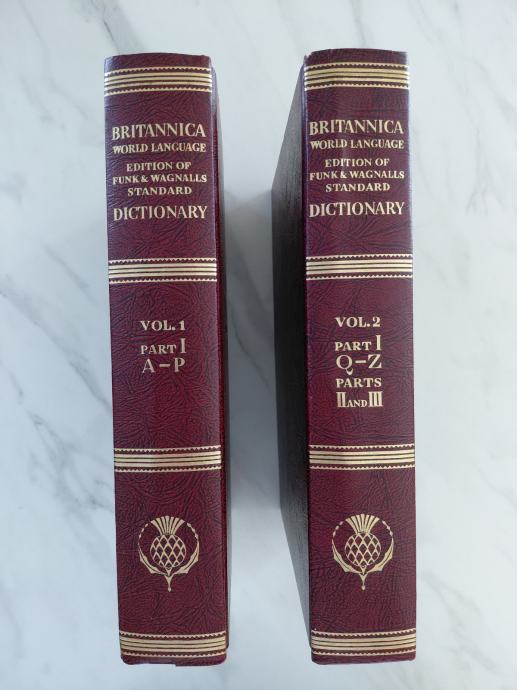 BRITANNICA
WORLD LANGUAGE
EDITION OF
FUNK & WAGNALLS
STANDARD
DICTIONARY
VOL. 1
PART I
A-P
BRITANNICA
WORLD LANGUAGE
EDITION OF
FUNK & WAGNALLS
STANDARD
DICTIONARY
VOL. 2
PART I
Q-Z
PARTS
II AND III